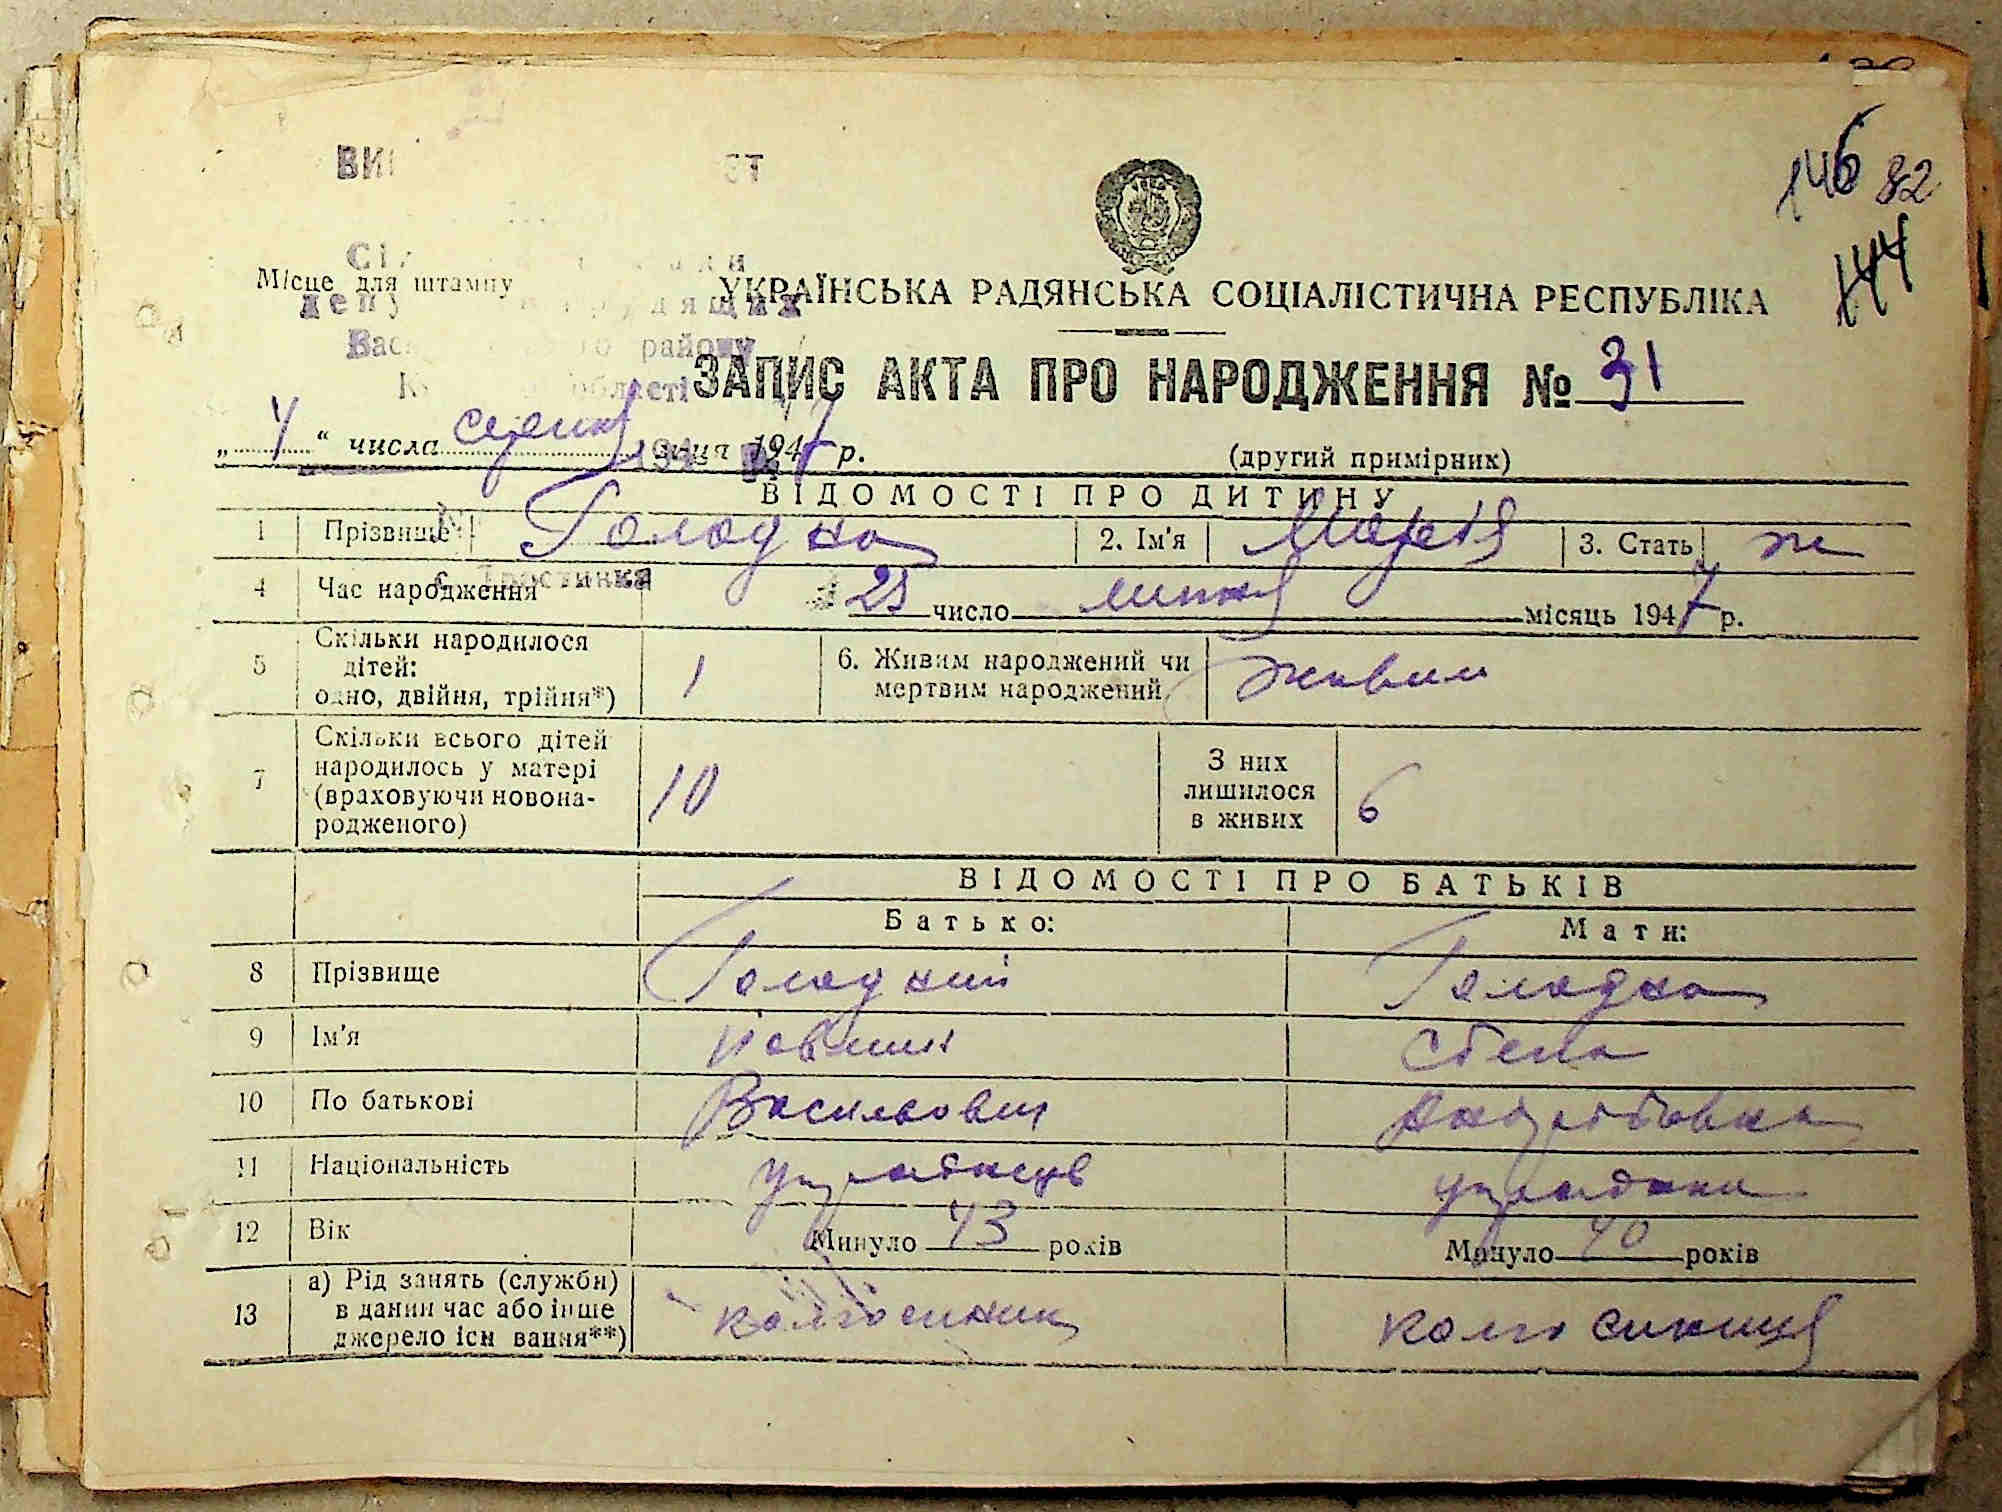 146 82
144
Місце для штампу
УКРАЇНСЬКА РАДЯНСЬКА СОЦІАЛІСТИЧНА РЕСПУБЛІКА
району
області
ЗАПИС АКТА ПРО НАРОДЖЕННЯ № 31
„ 4 “ числа серпня 1947 р.
(другий примірник)
ВІДОМОСТІ ПРО ДИТИНУ
1 Прізвище Голодна 2. Ім'я Марія 3. Стать ж
с. Тростинка
4 Час народження 25 число липня місяць 1947 р.
5 Скільки народилося дітей: одно, двійня, трійня*) 1 6. Живим народжений чи мертвим народжений живим
7 Скільки всього дітей народилось у матері (враховуючи новонародженого) 10 З них лишилося в живих 6
ВІДОМОСТІ ПРО БАТЬКІВ
Батько: Мати:
8 Прізвище Голодний Голодна
9 Ім'я
10 По батькові Васильович
11 Національність
12 Вік Минуло 43 років Минуло 40 років
13 а) Рід занять (служби) в даний час або інше джерело існ вання**) колгоспник колгоспниця